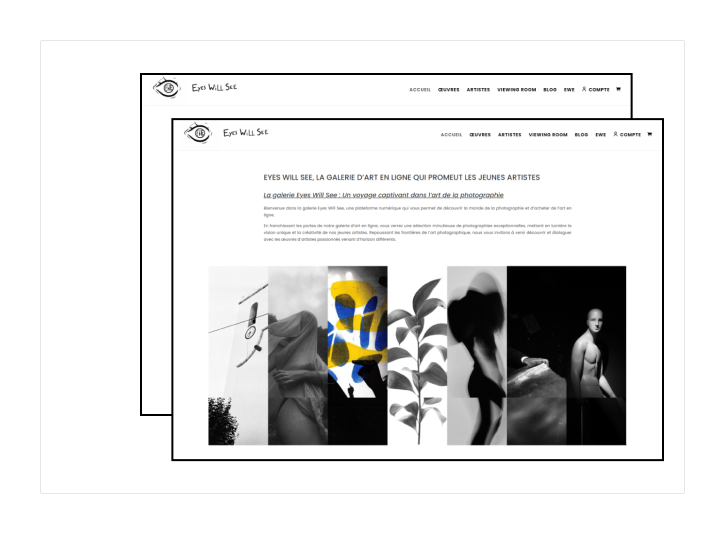 Eyes Will See
ACCUEIL ŒUVRES ARTISTES VIEWING ROOM BLOG EWE COMPTE
Eyes Will See
ACCUEIL ŒUVRES ARTISTES VIEWING ROOM BLOG EWE COMPTE
EYES WILL SEE, LA GALERIE D'ART EN LIGNE QUI PROMEUT LES JEUNES ARTISTES
La galerie Eyes Will See : Un voyage captivant dans l'art de la photographie
Bienvenue dans la galerie Eyes Will See, une plateforme numérique qui vous permet de découvrir le monde de la photographie et d'acheter de l'art en
ligne.
En franchissant les portes de notre galerie d'art en ligne, vous verrez une sélection minutieuse de photographies exceptionnelles, mettant en lumière la
vision unique et la créativité de nos jeunes artistes. Repoussant les frontières de l'art photographique, nous vous invitons à venir découvrir et dialoguer
avec les œuvres d'artistes passionnés venant d'horizon différents.